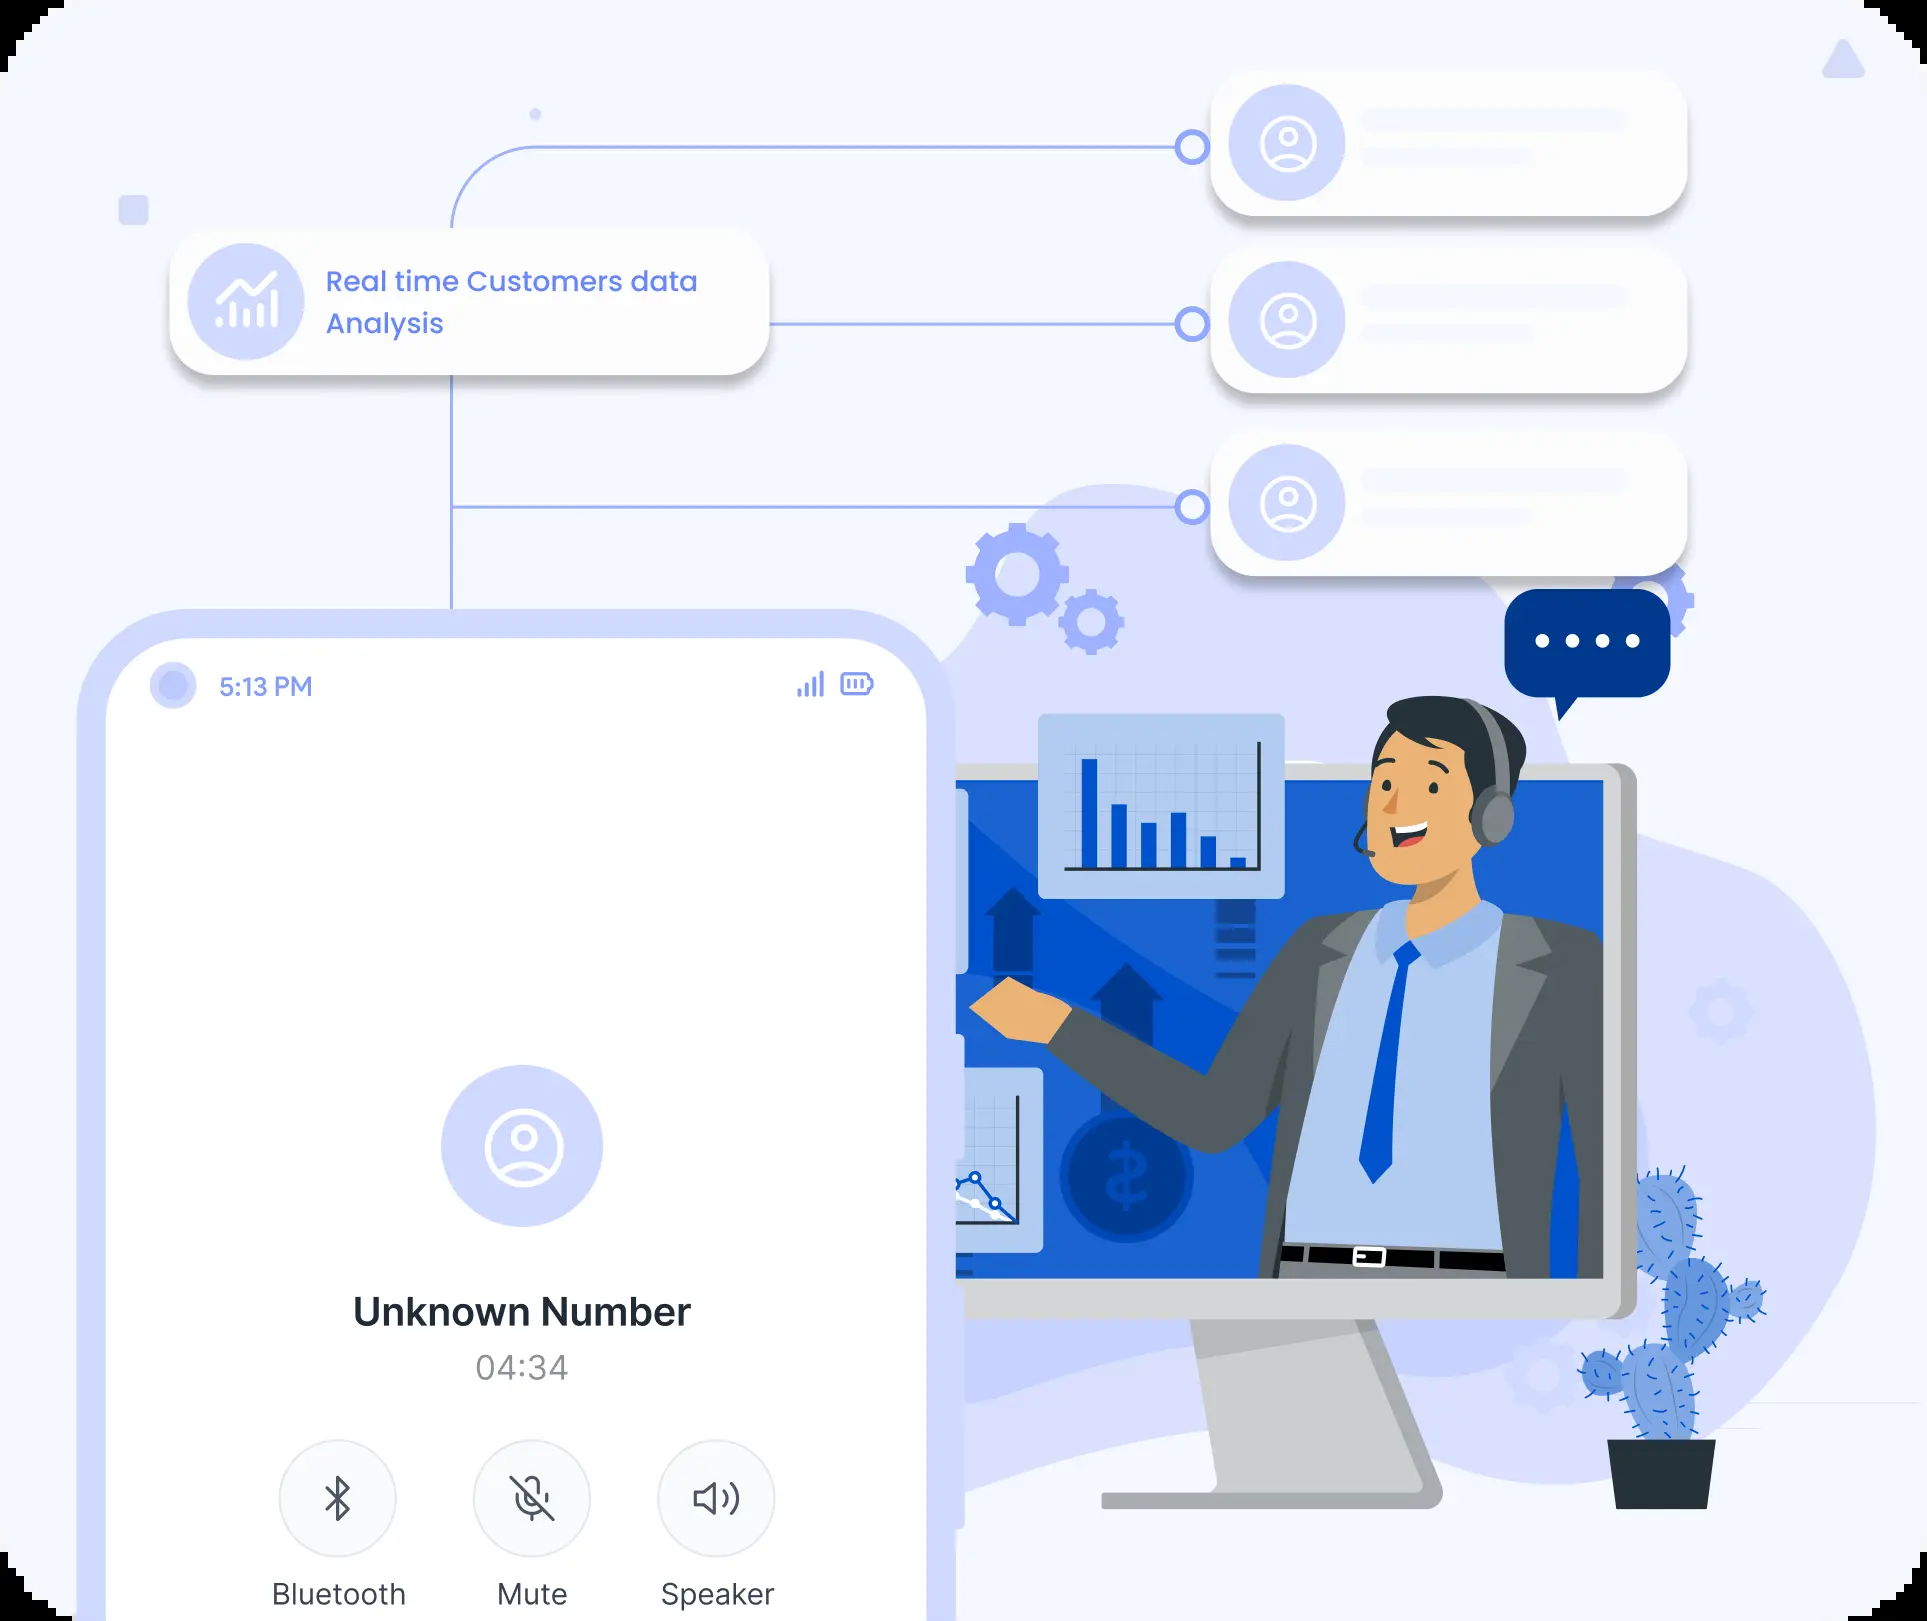 Real time Customers data
Analysis
5:13 PM
Unknown Number
04:34
Bluetooth
Mute
Speaker